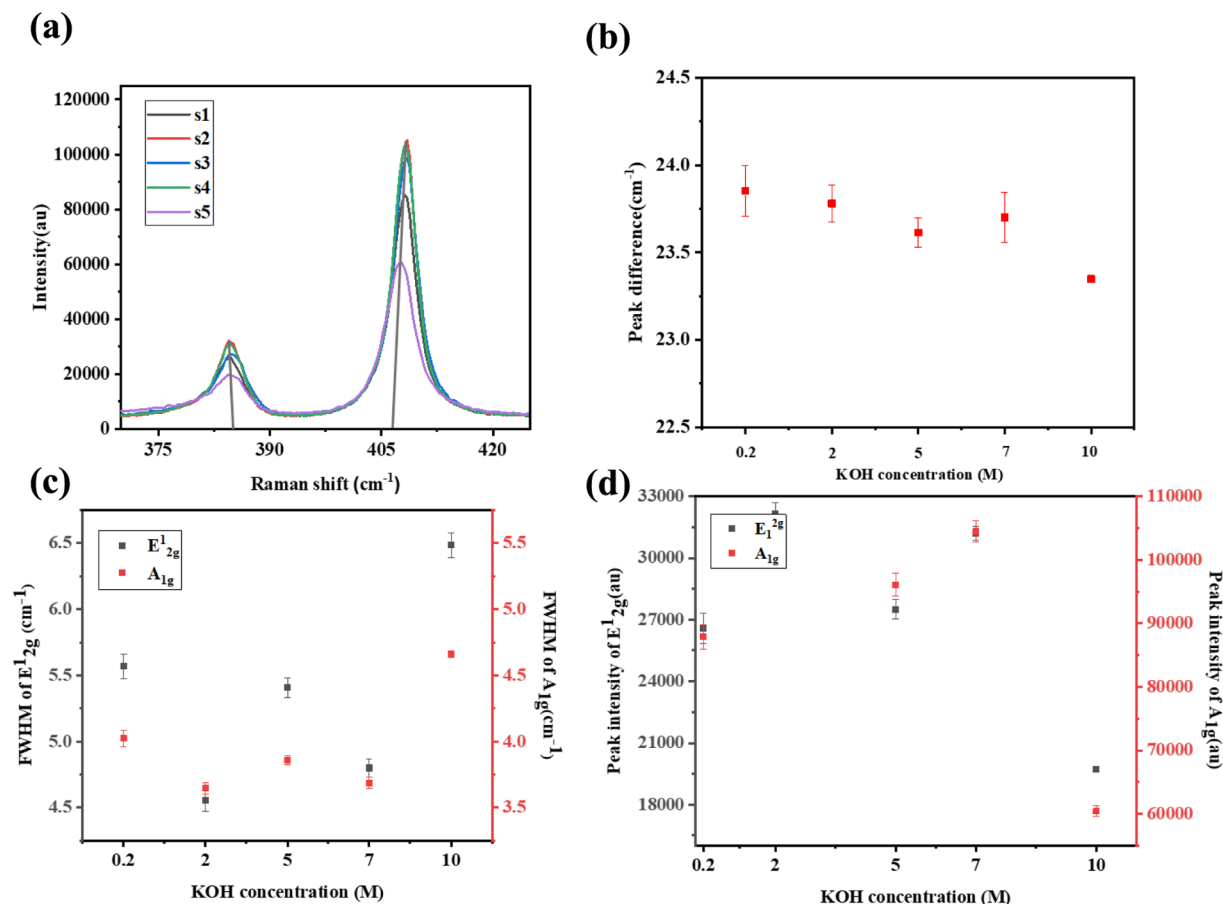 (a)
120000
100000
80000
60000
40000
20000
0
Intensity(au)
s1
s2
s3
s4
s5
375
390
405
420
Raman shift (cm⁻¹)
(b)
24.5
24.0
23.5
23.0
22.5
Peak difference(cm⁻¹)
0.2
2
5
7
10
KOH concentration (M)
(c)
6.5
5.5
5.0
4.5
FWHM of E¹₂g (cm⁻¹)
E¹₂g
A₁g
5.5
5.0
4.5
4.0
3.5
FWHM of A₁g(cm⁻¹)
0.2
2
5
7
10
KOH concentration (M)
(d)
33000
30000
27000
21000
21000
18000
Peak intensity of E¹₂g(au)
E₁²ᵍ
A₁g
110000
100000
90000
80000
70000
60000
Peak intensity of A₁g(au)
0.2
2
5
7
10
KOH concentration (M)